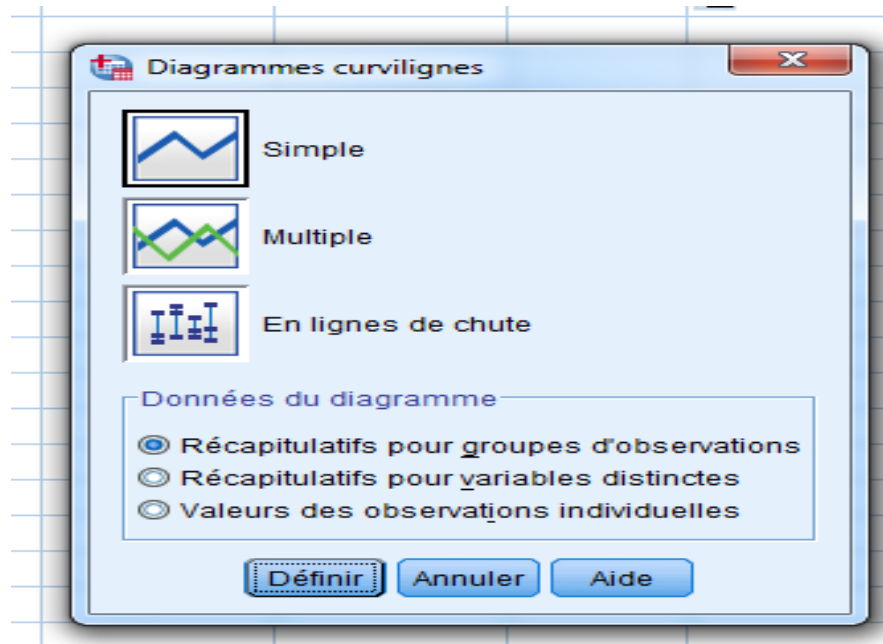 Diagrammes curvilignes
Simple
Multiple
En lignes de chute
Données du diagramme
Récapitulatifs pour groupes d'observations
Récapitulatifs pour variables distinctes
Valeurs des observations individuelles
Définir Annuler Aide